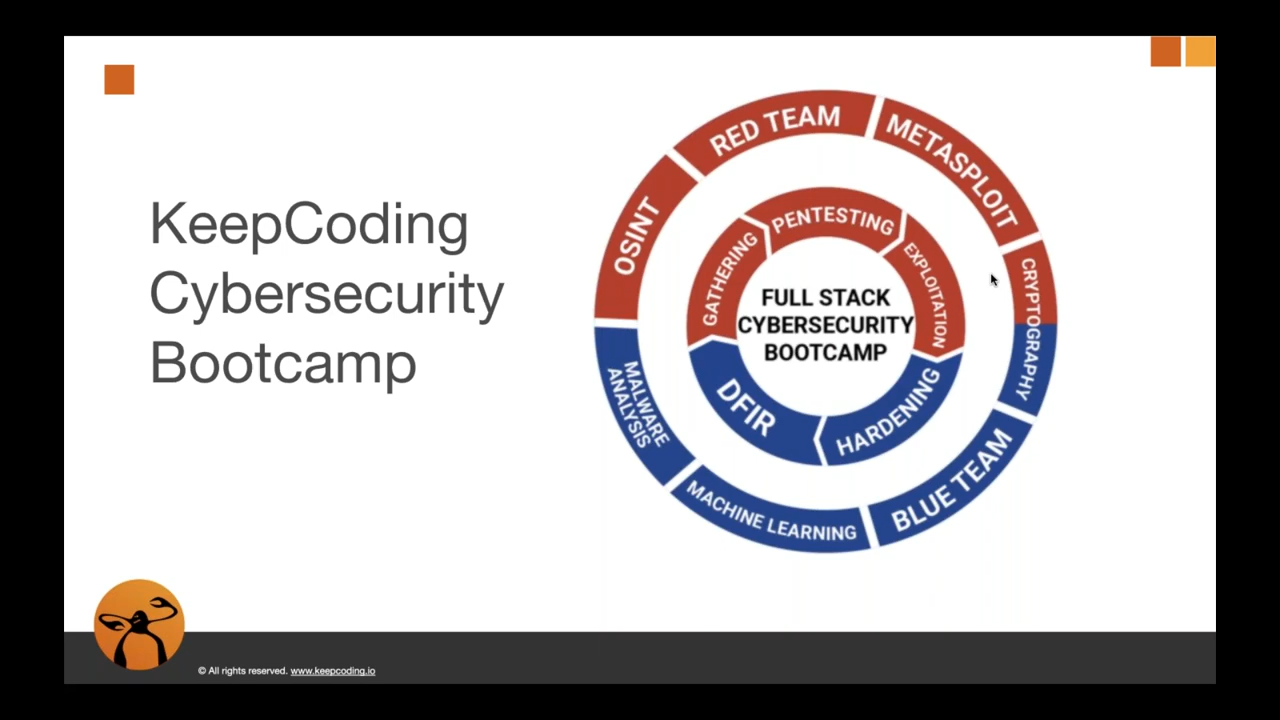 KeepCoding
Cybersecurity
Bootcamp
OSINT
RED TEAM
METASPLOIT
CRYPTOGRAPHY
BLUE TEAM
MACHINE LEARNING
MALWARE
ANALYSIS
GATHERING
PENTESTING
EXPLOITATION
HARDENING
DFIR
FULL STACK
CYBERSECURITY
BOOTCAMP
© All rights reserved. www.keepcoding.io